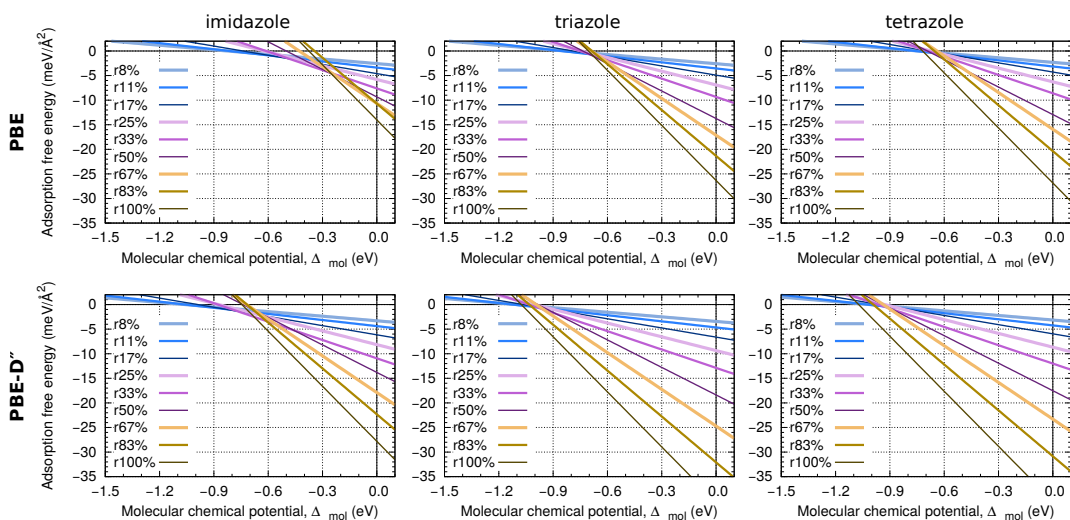 imidazole triazole tetrazole
PBE
Adsorption free energy (meV/Å²)
0 −5 −10 −15 −20 −25 −30 −35
r8%
r11%
r17%
r25%
r33%
r50%
r67%
r83%
r100%
−1.5 −1.2 −0.9 −0.6 −0.3 0.0
Molecular chemical potential, Δ mol (eV)
0 −5 −10 −15 −20 −25 −30 −35
r8%
r11%
r17%
r25%
r33%
r50%
r67%
r83%
r100%
−1.5 −1.2 −0.9 −0.6 −0.3 0.0
Molecular chemical potential, Δ mol (eV)
0 −5 −10 −15 −20 −25 −30 −35
r8%
r11%
r17%
r25%
r33%
r50%
r67%
r83%
r100%
−1.5 −1.2 −0.9 −0.6 −0.3 0.0
Molecular chemical potential, Δ mol (eV)
PBE-D″
Adsorption free energy (meV/Å²)
0 −5 −10 −15 −20 −25 −30 −35
r8%
r11%
r17%
r25%
r33%
r50%
r67%
r83%
r100%
−1.5 −1.2 −0.9 −0.6 −0.3 0.0
Molecular chemical potential, Δ mol (eV)
0 −5 −10 −15 −20 −25 −30 −35
r8%
r11%
r17%
r25%
r33%
r50%
r67%
r83%
r100%
−1.5 −1.2 −0.9 −0.6 −0.3 0.0
Molecular chemical potential, Δ mol (eV)
0 −5 −10 −15 −20 −25 −30 −35
r8%
r11%
r17%
r25%
r33%
r50%
r67%
r83%
r100%
−1.5 −1.2 −0.9 −0.6 −0.3 0.0
Molecular chemical potential, Δ mol (eV)